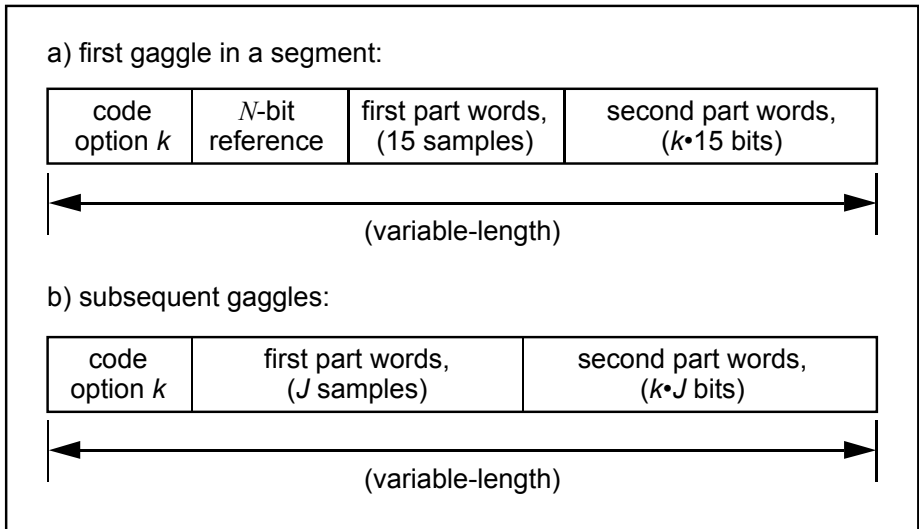 a) first gaggle in a segment:
code
option k
N-bit
reference
first part words,
(15 samples)
second part words,
(k•15 bits)
(variable-length)
b) subsequent gaggles:
code
option k
first part words,
(J samples)
second part words,
(k•J bits)
(variable-length)